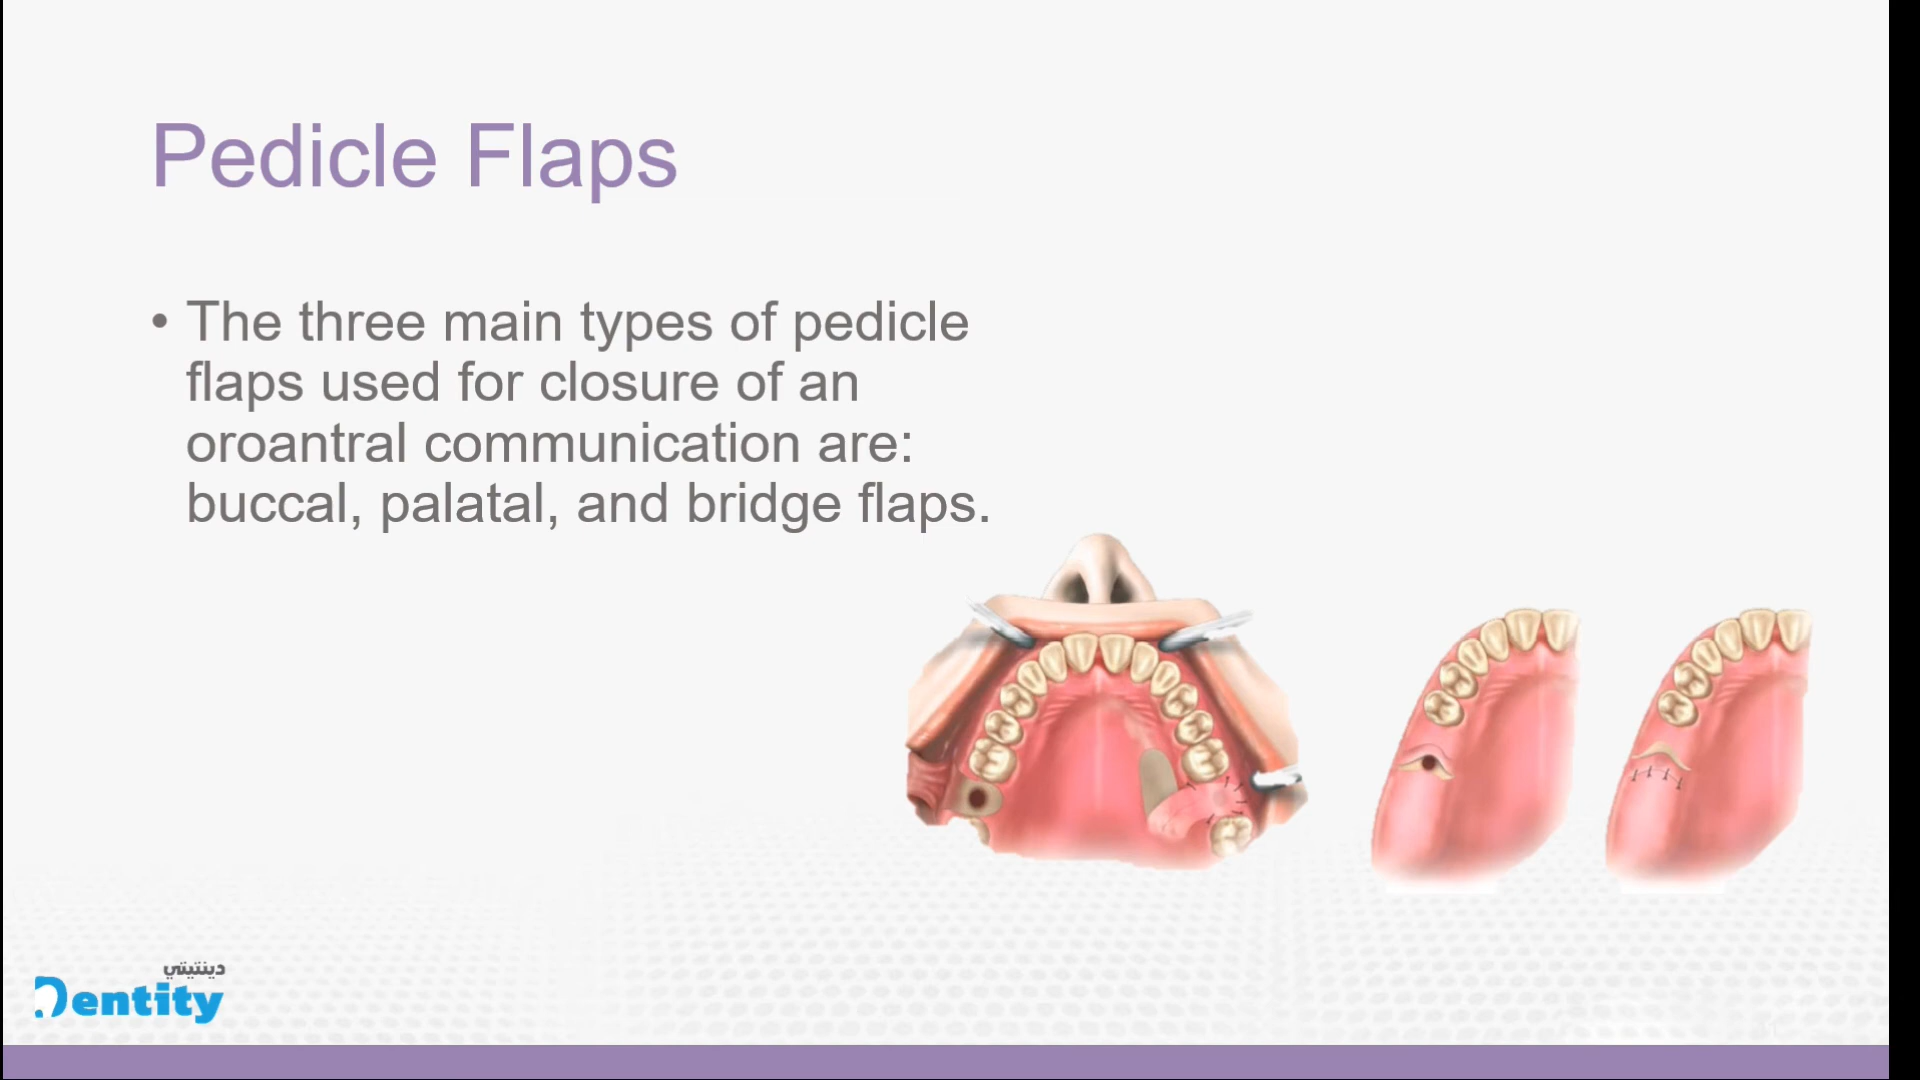 Pedicle Flaps
• The three main types of pedicle
flaps used for closure of an
oroantral communication are:
buccal, palatal, and bridge flaps.
دينتيتي
Dentity